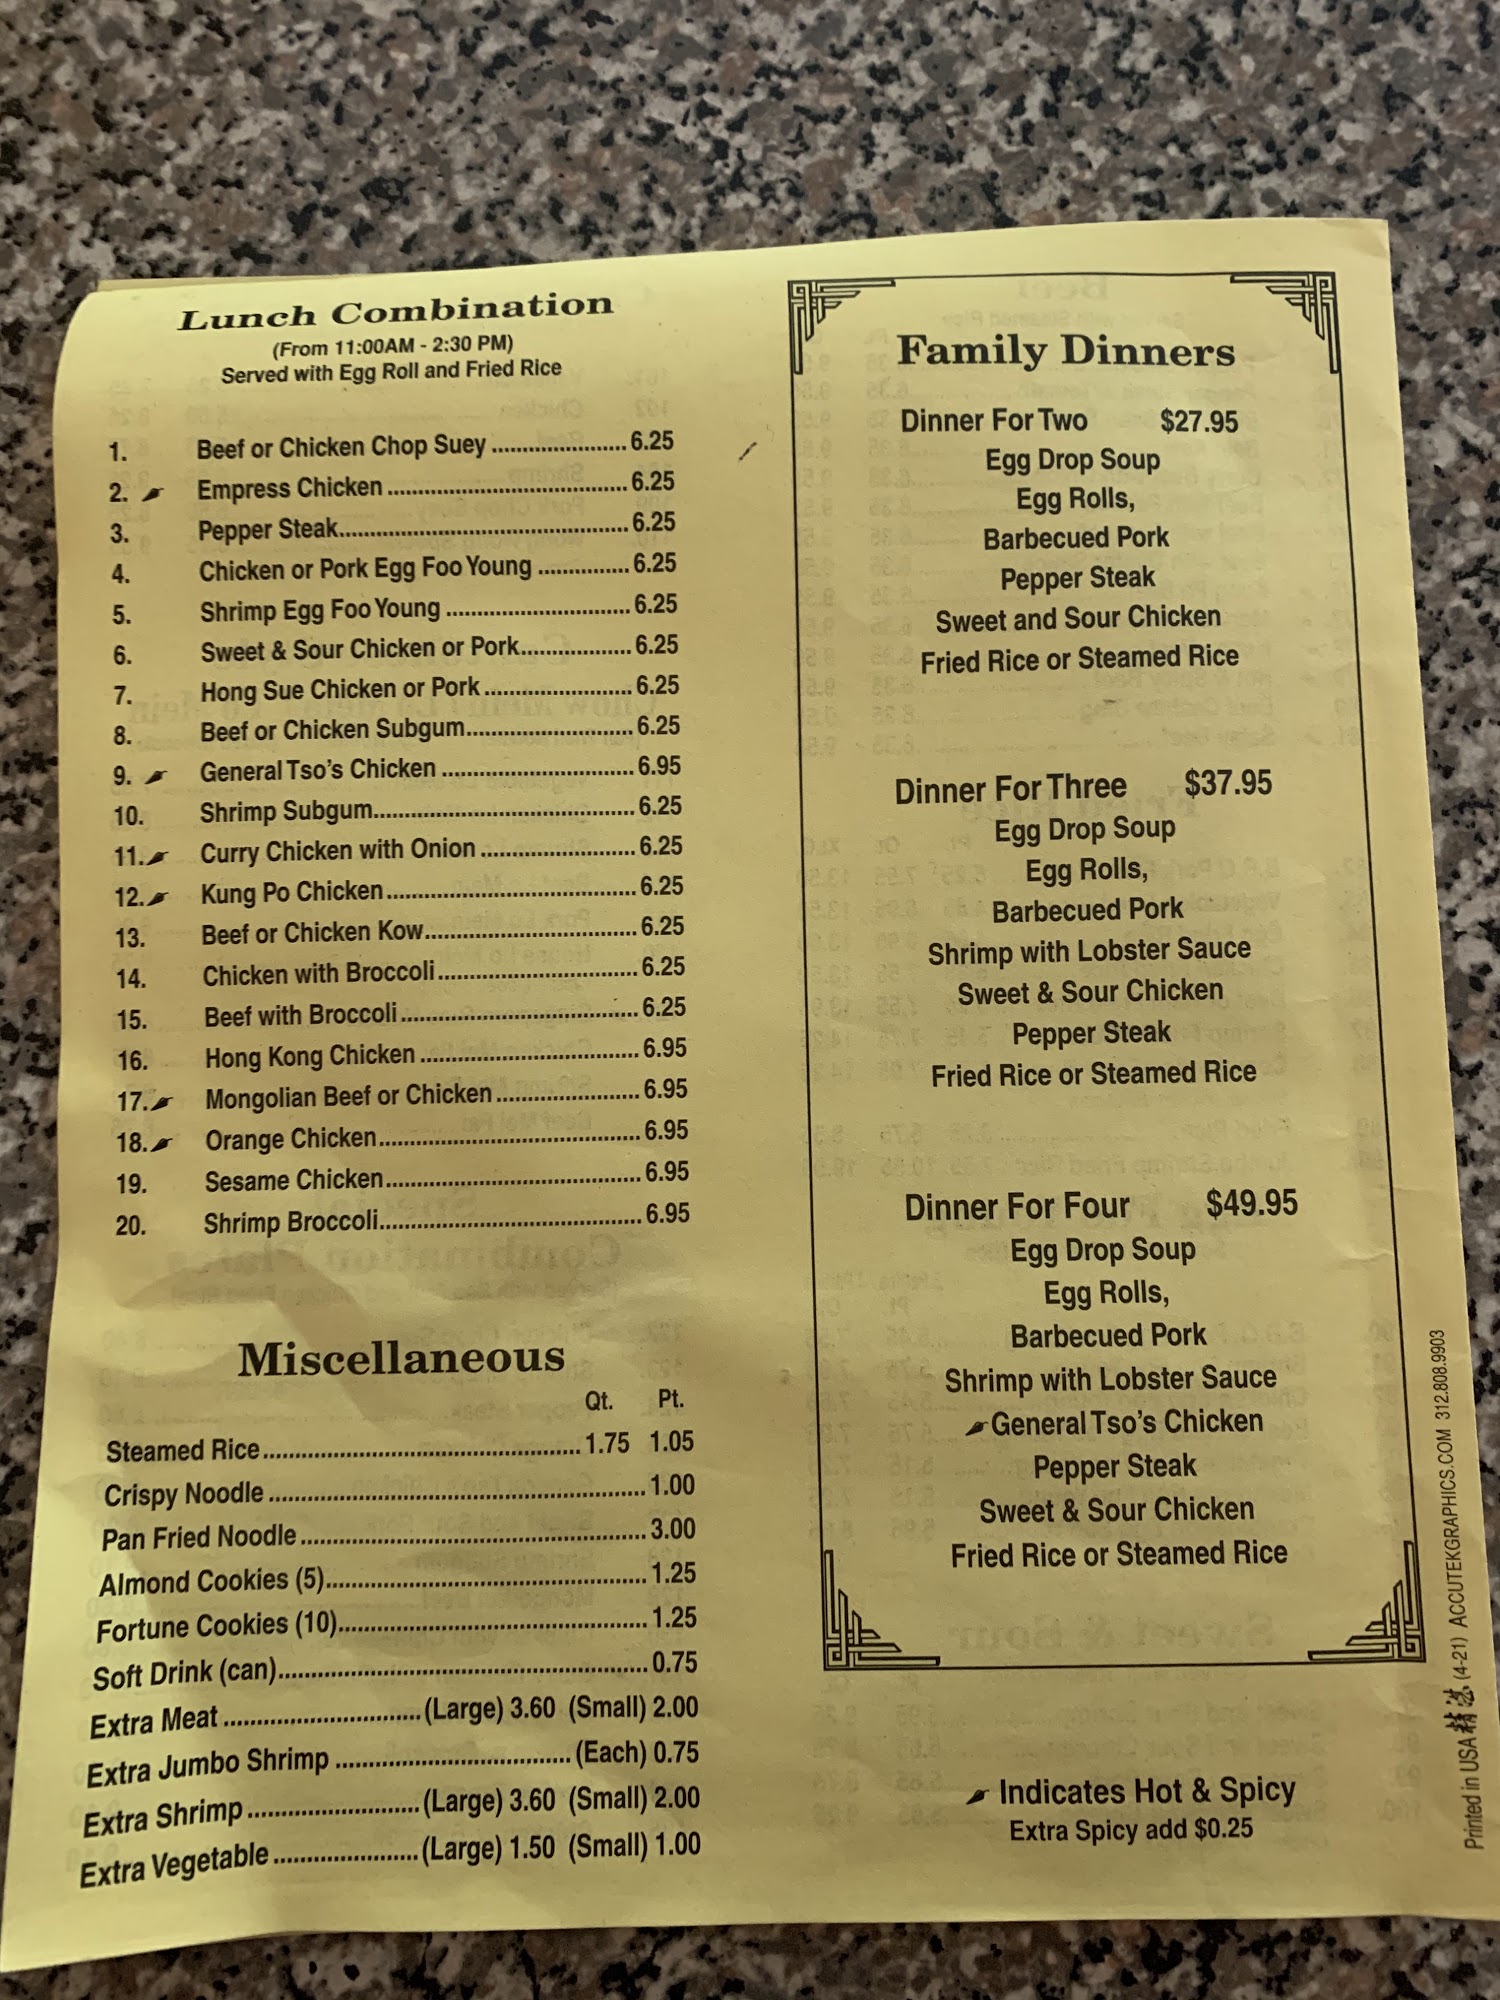 Lunch Combination
(From 11:00AM - 2:30 PM)
Served with Egg Roll and Fried Rice
1. Beef or Chicken Chop Suey 6.25
2. Empress Chicken 6.25
3. Pepper Steak 6.25
4. Chicken or Pork Egg Foo Young 6.25
5. Shrimp Egg Foo Young 6.25
6. Sweet & Sour Chicken or Pork 6.25
7. Hong Sue Chicken or Pork 6.25
8. Beef or Chicken Subgum 6.25
9. General Tso's Chicken 6.95
10. Shrimp Subgum 6.25
11. Curry Chicken with Onion 6.25
12. Kung Po Chicken 6.25
13. Beef or Chicken Kow 6.25
14. Chicken with Broccoli 6.25
15. Beef with Broccoli 6.25
16. Hong Kong Chicken 6.95
17. Mongolian Beef or Chicken 6.95
18. Orange Chicken 6.95
19. Sesame Chicken 6.95
20. Shrimp Broccoli 6.95
Miscellaneous
Qt. Pt.
Steamed Rice 1.75 1.05
Crispy Noodle 1.00
Pan Fried Noodle 3.00
Almond Cookies (5) 1.25
Fortune Cookies (10) 1.25
Soft Drink (can) 0.75
Extra Meat (Large) 3.60 (Small) 2.00
Extra Jumbo Shrimp (Each) 0.75
Extra Shrimp (Large) 3.60 (Small) 2.00
Extra Vegetable (Large) 1.50 (Small) 1.00
Family Dinners
Dinner For Two $27.95
Egg Drop Soup
Egg Rolls,
Barbecued Pork
Pepper Steak
Sweet and Sour Chicken
Fried Rice or Steamed Rice
Dinner For Three $37.95
Egg Drop Soup
Egg Rolls,
Barbecued Pork
Shrimp with Lobster Sauce
Sweet & Sour Chicken
Pepper Steak
Fried Rice or Steamed Rice
Dinner For Four $49.95
Egg Drop Soup
Egg Rolls,
Barbecued Pork
Shrimp with Lobster Sauce
General Tso's Chicken
Pepper Steak
Sweet & Sour Chicken
Fried Rice or Steamed Rice
Indicates Hot & Spicy
Extra Spicy add $0.25
Printed in USA (4-21) ACCUTEKGRAPHICS.COM 312.808.9903